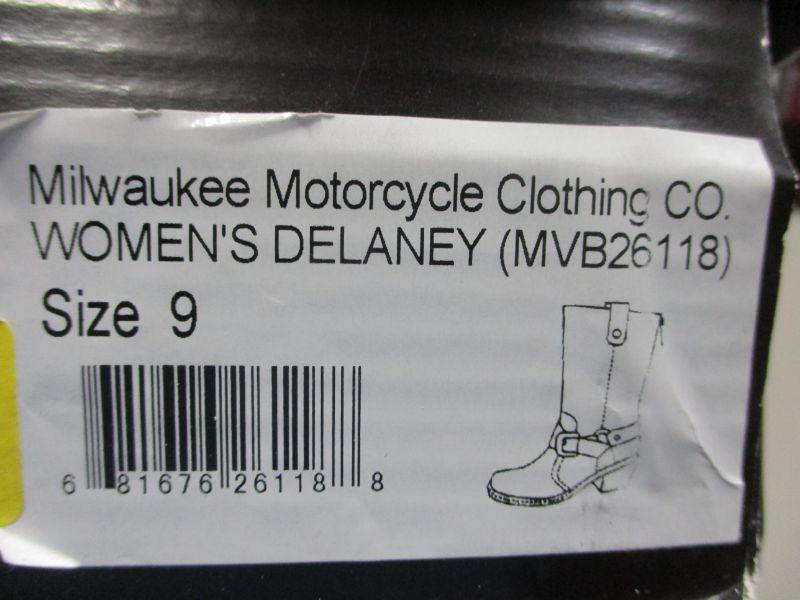 Milwaukee Motorcycle Clothing CO.
WOMEN'S DELANEY (MVB26118)
Size 9
6 81676 26118 8